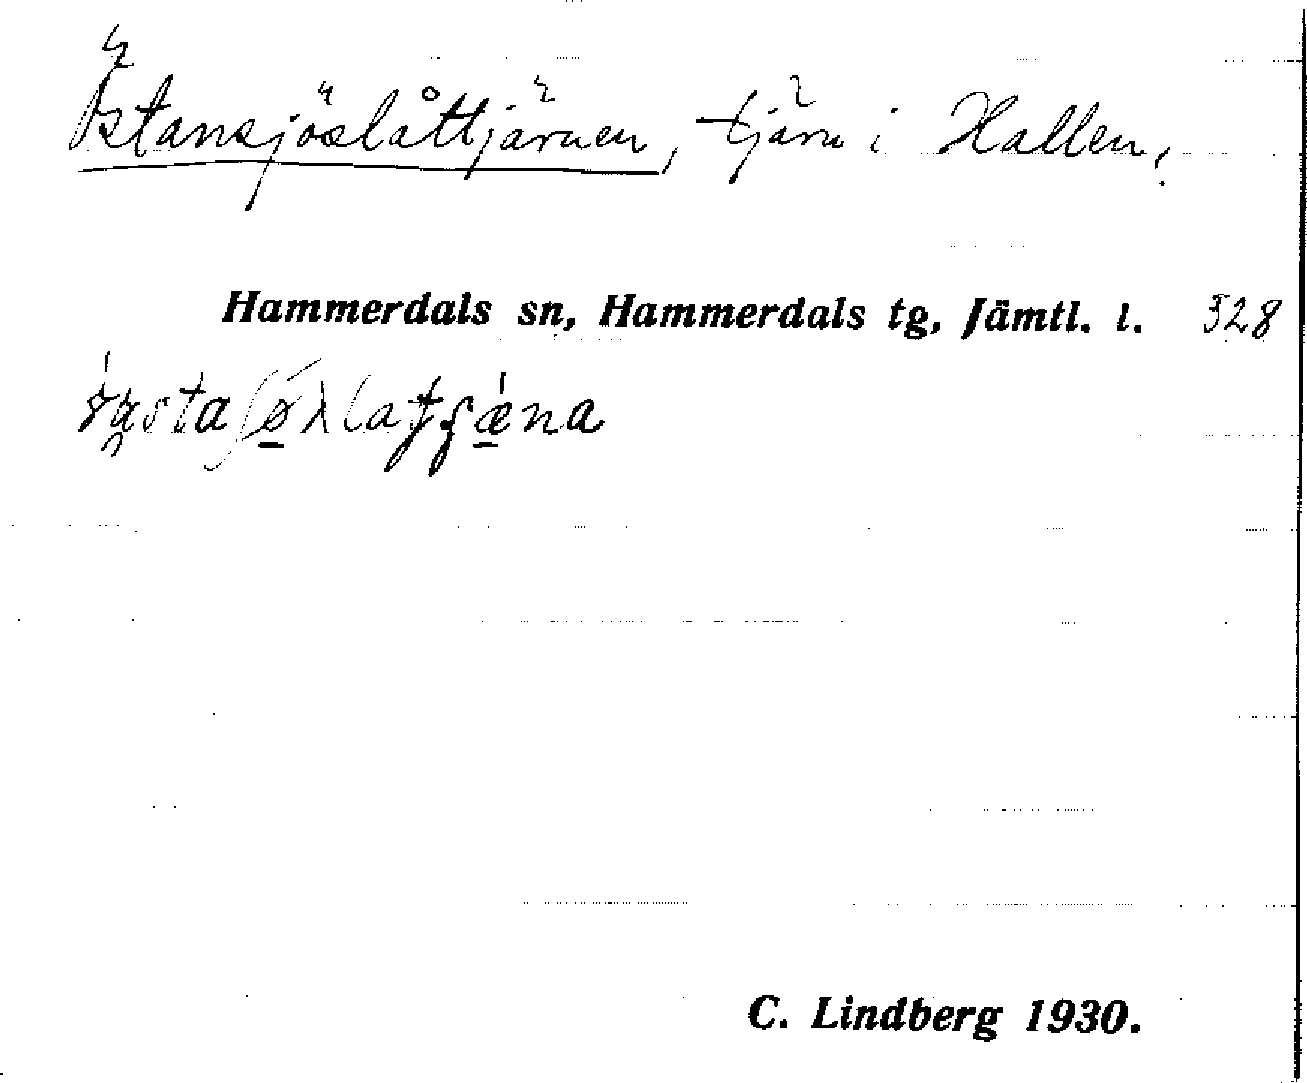 Östansjöslåttjärnen, tjärn i Hallen.
Hammerdals sn, Hammerdals tg, Jämtl. l. 328
C. Lindberg 1930.